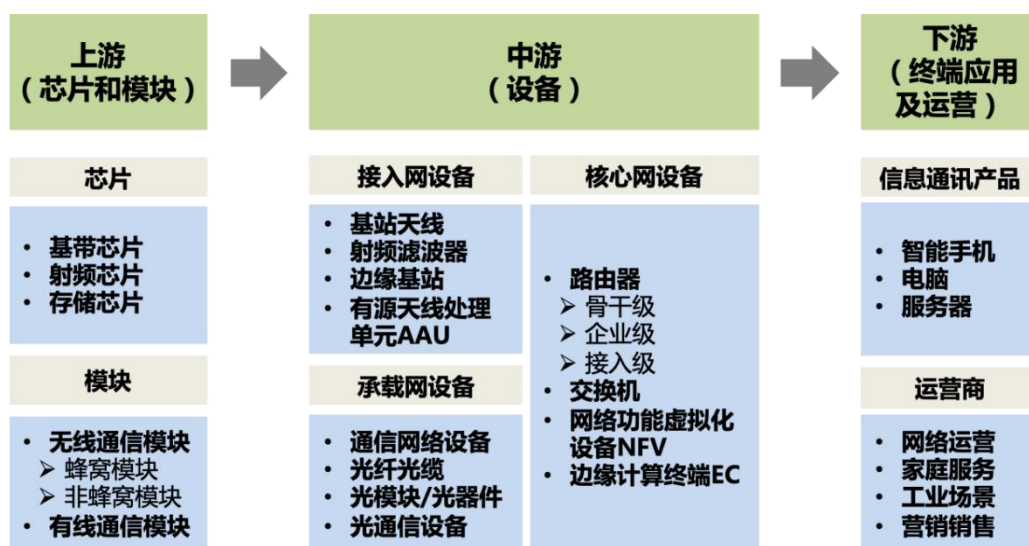 上游
（芯片和模块）
中游
（设备）
下游
（终端应用
及运营）
芯片
• 基带芯片
• 射频芯片
• 存储芯片
模块
• 无线通信模块
➢ 蜂窝模块
➢ 非蜂窝模块
• 有线通信模块
接入网设备
• 基站天线
• 射频滤波器
• 边缘基站
• 有源天线处理
单元AAU
承载网设备
• 通信网络设备
• 光纤光缆
• 光模块/光器件
• 光通信设备
核心网设备
• 路由器
➢ 骨干级
➢ 企业级
➢ 接入级
• 交换机
• 网络功能虚拟化
设备NFV
• 边缘计算终端EC
信息通讯产品
• 智能手机
• 电脑
• 服务器
运营商
• 网络运营
• 家庭服务
• 工业场景
• 营销销售